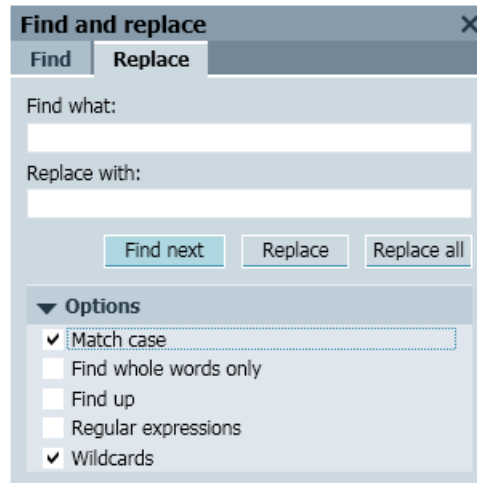 Find and replace
Find Replace
Find what:
Replace with:
Find next Replace Replace all
Options
Match case
Find whole words only
Find up
Regular expressions
Wildcards